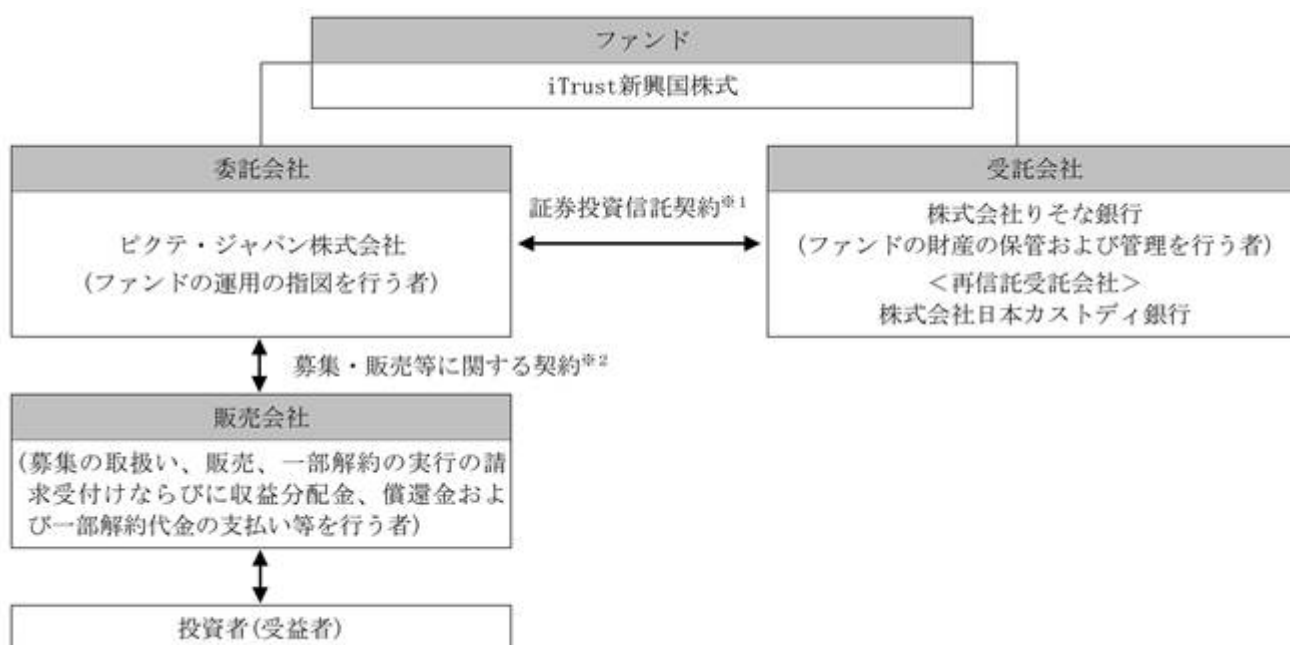 ファンド
iTrust新興国株式
委託会社
ピクテ・ジャパン株式会社
(ファンドの運用の指図を行う者)
証券投資信託契約※1
受託会社
株式会社りそな銀行
(ファンドの財産の保管および管理を行う者)
＜再信託受託会社＞
株式会社日本カストディ銀行
募集・販売等に関する契約※2
販売会社
(募集の取扱い、販売、一部解約の実行の請
求受付けならびに収益分配金、償還金およ
び一部解約代金の支払い等を行う者)
投資者(受益者)